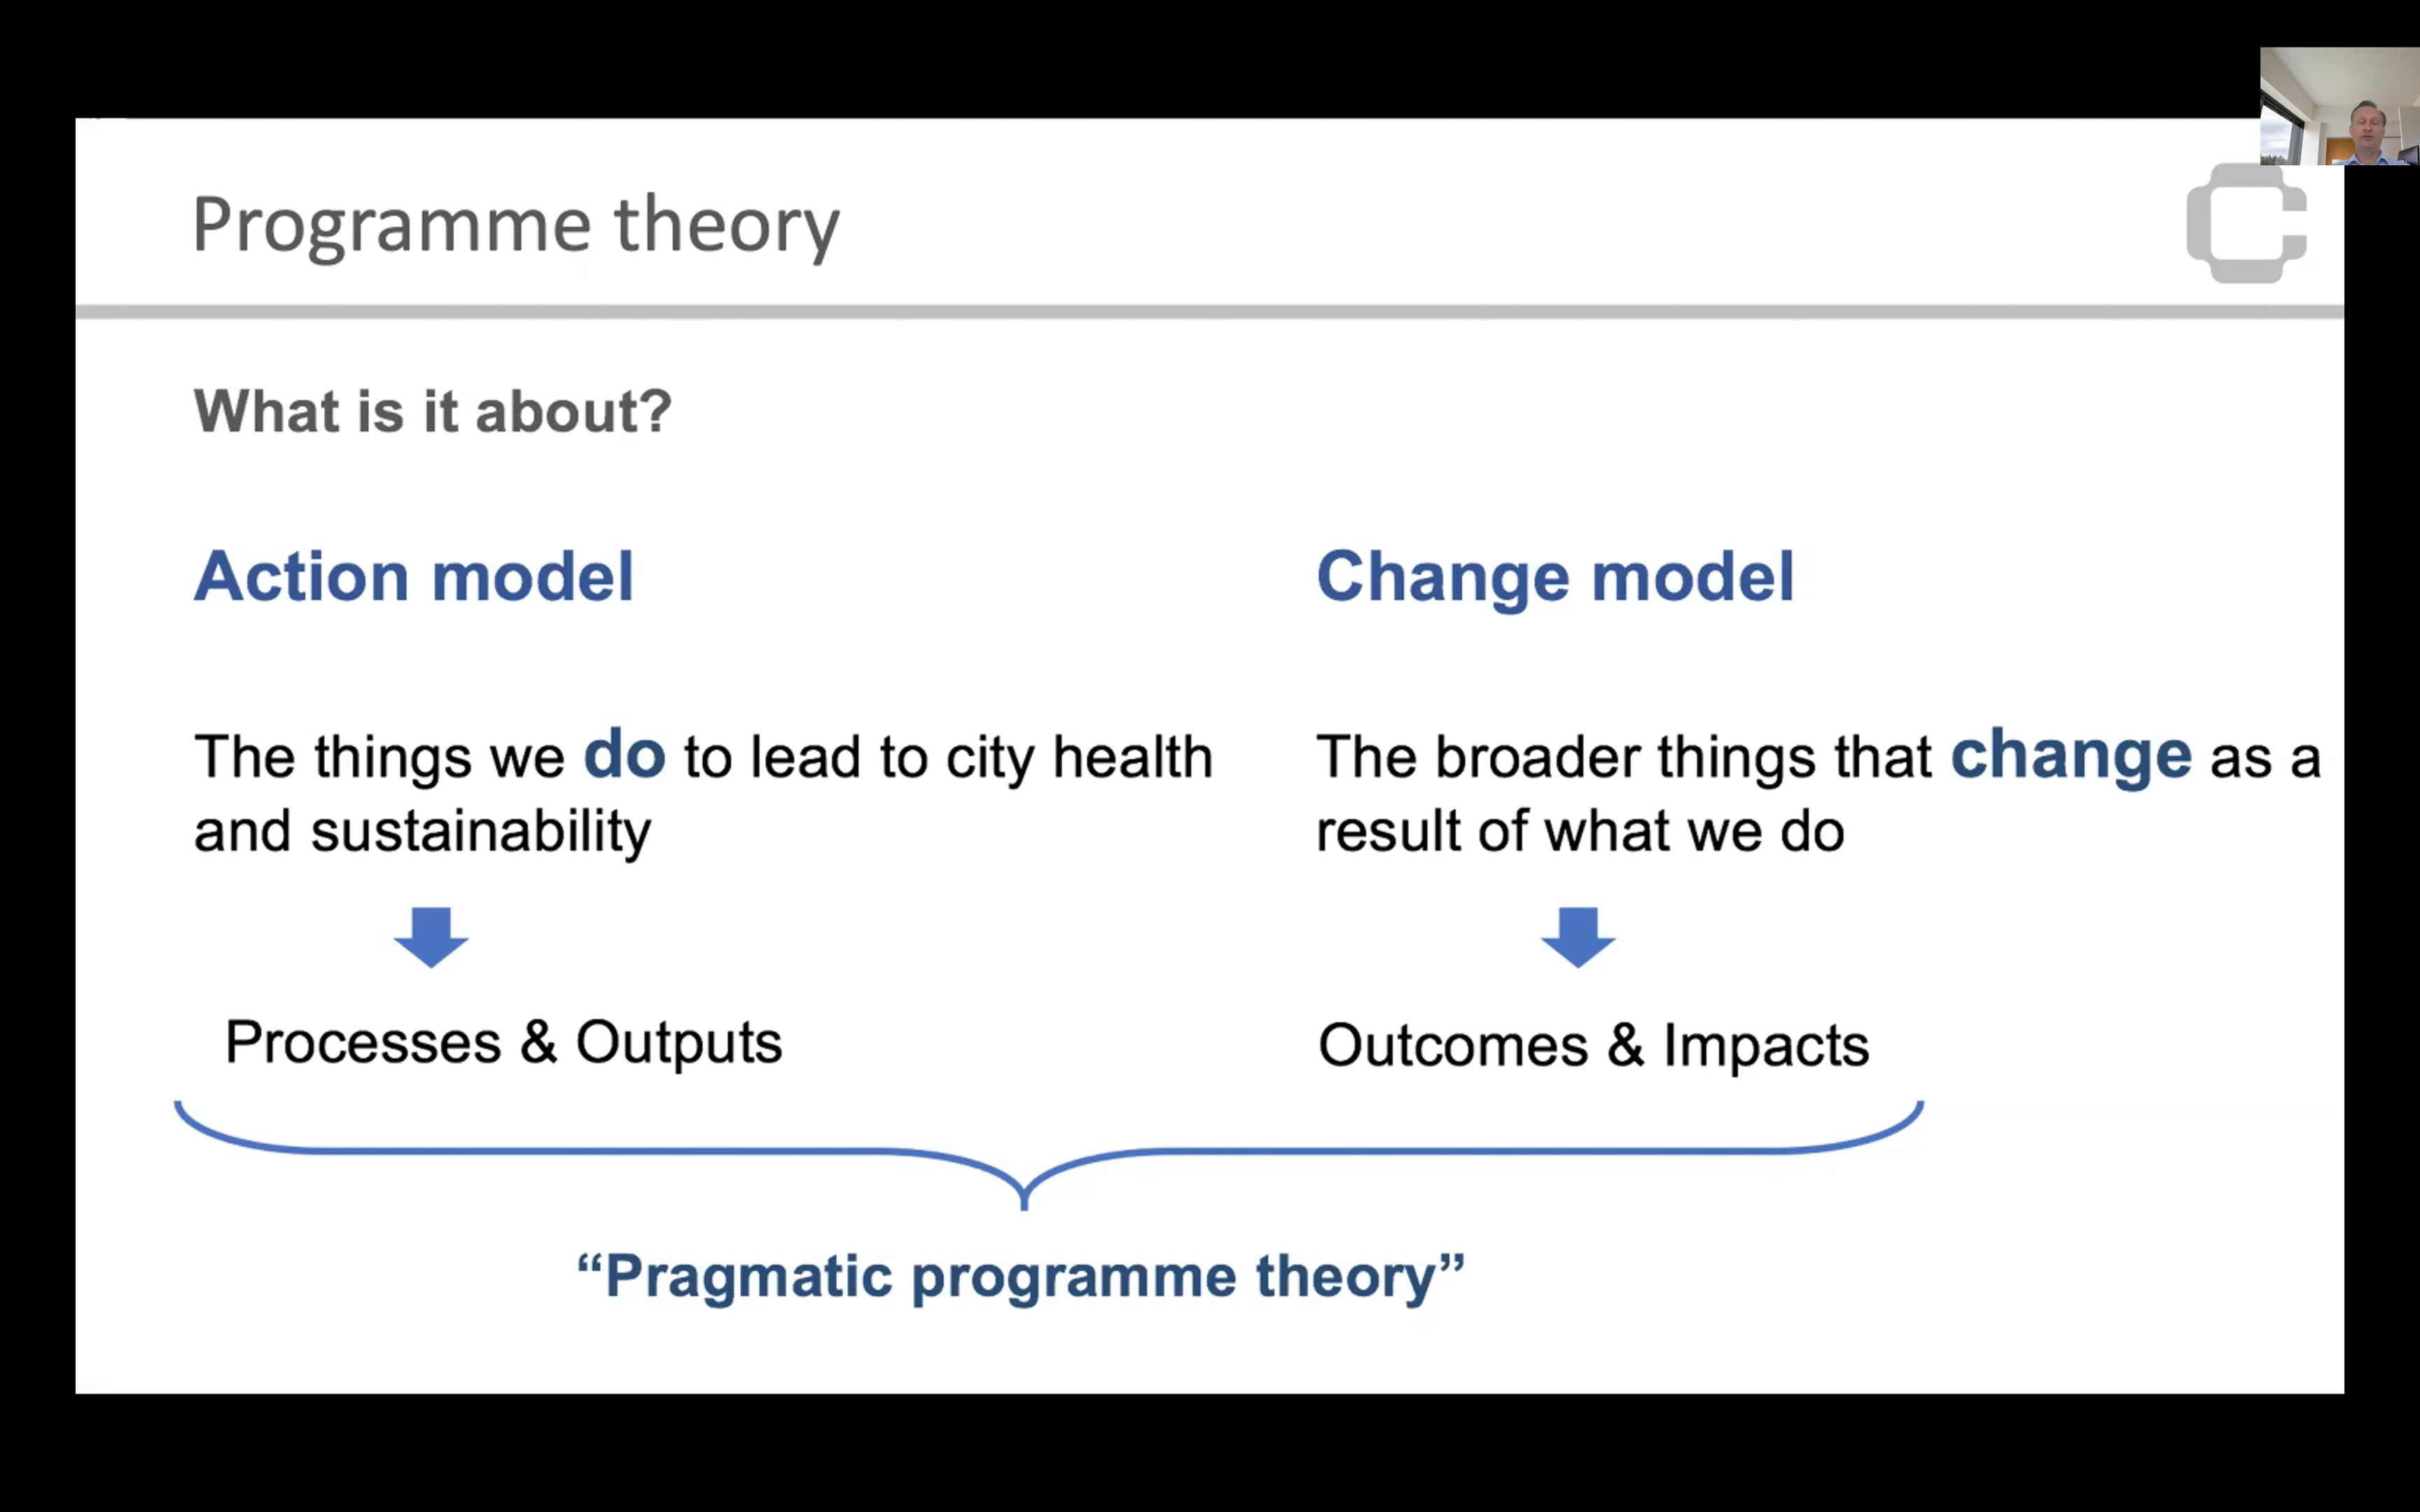 Programme theory
What is it about?
Action model
The things we do to lead to city health
and sustainability
Processes & Outputs
Change model
The broader things that change as a
result of what we do
Outcomes & Impacts
“Pragmatic programme theory”